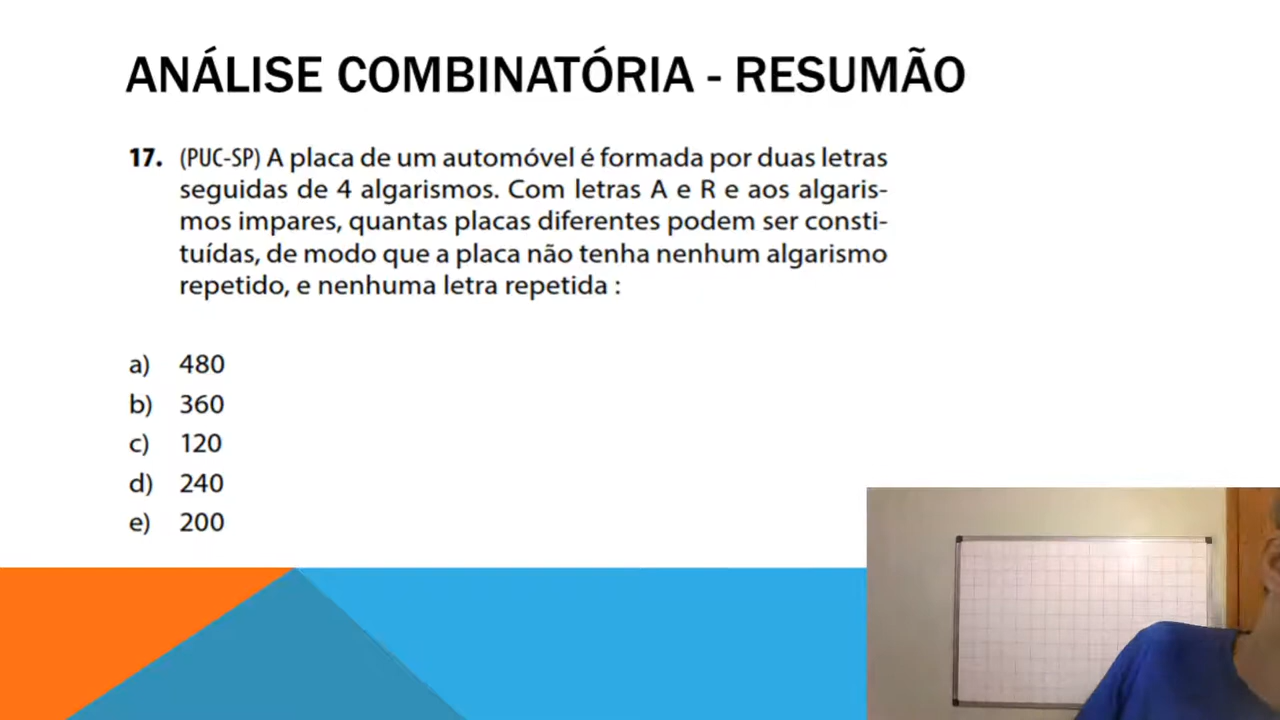 ANÁLISE COMBINATÓRIA - RESUMÃO
17. (PUC-SP) A placa de um automóvel é formada por duas letras
seguidas de 4 algarismos. Com letras A e R e aos algaris-
mos impares, quantas placas diferentes podem ser consti-
tuídas, de modo que a placa não tenha nenhum algarismo
repetido, e nenhuma letra repetida :
a) 480
b) 360
c) 120
d) 240
e) 200